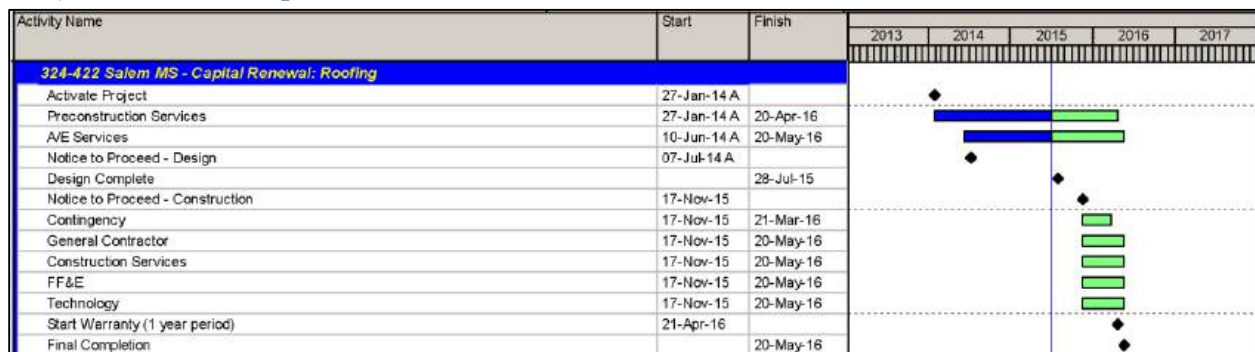 Activity Name Start Finish
2013 2014 2015 2016 2017
324-422 Salem MS - Capital Renewal: Roofing
Activate Project 27-Jan-14 A
Preconstruction Services 27-Jan-14 A 20-Apr-16
A/E Services 10-Jun-14 A 20-May-16
Notice to Proceed - Design 07-Jul-14 A
Design Complete 28-Jul-15
Notice to Proceed - Construction 17-Nov-15
Contingency 17-Nov-15 21-Mar-16
General Contractor 17-Nov-15 20-May-16
Construction Services 17-Nov-15 20-May-16
FF&E 17-Nov-15 20-May-16
Technology 17-Nov-15 20-May-16
Start Warranty (1 year period) 21-Apr-16
Final Completion 20-May-16